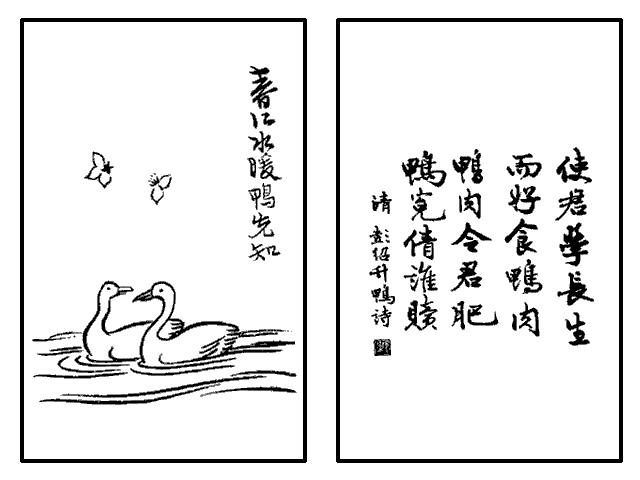 春江水暖鴨先知
使君學長生
而好食鴨肉
鴨肉令君肥
鴨冤倩誰贖
清 彭紹升鴨詩